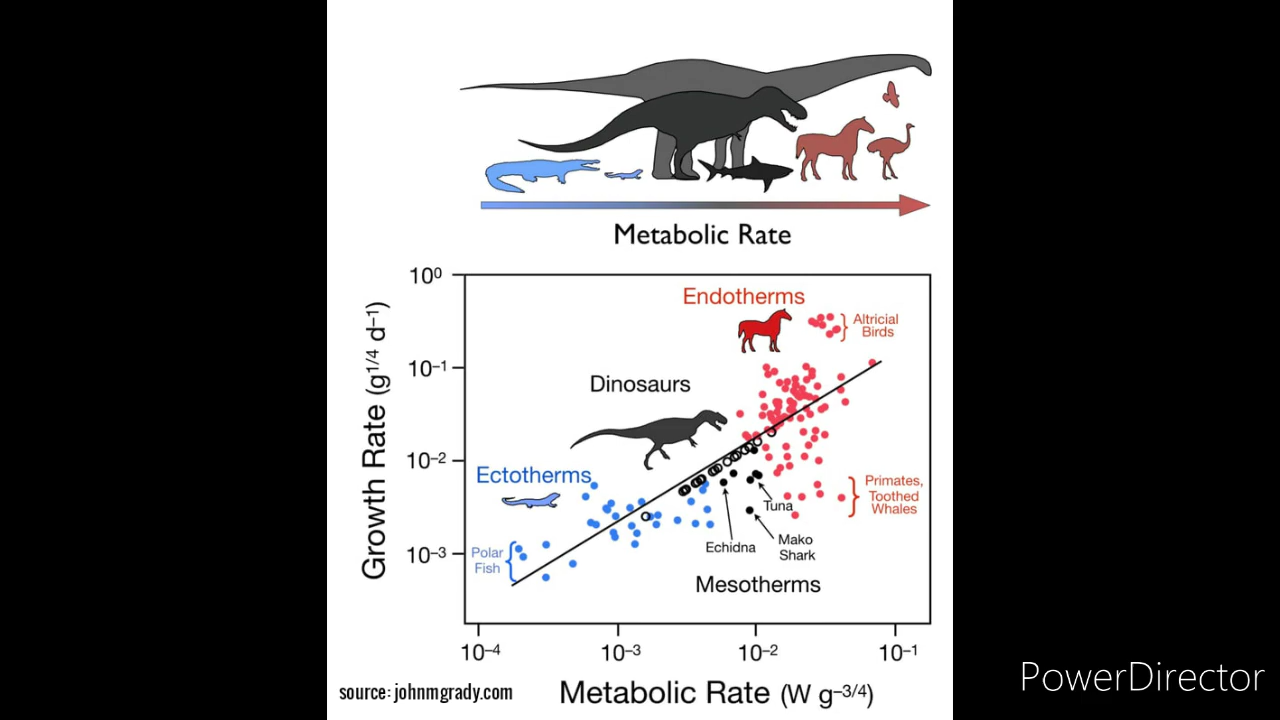 Metabolic Rate
10⁰
Endotherms
Altricial
Birds
10⁻¹
Dinosaurs
Growth Rate (g¹/⁴ d⁻¹)
10⁻²
Ectotherms
Primates,
Toothed
Whales
Tuna
Echidna
Mako
Shark
10⁻³
Polar
Fish
Mesotherms
10⁻⁴
10⁻³
10⁻²
10⁻¹
Metabolic Rate (W g⁻³/⁴)
source: johnmgrady.com
PowerDirector